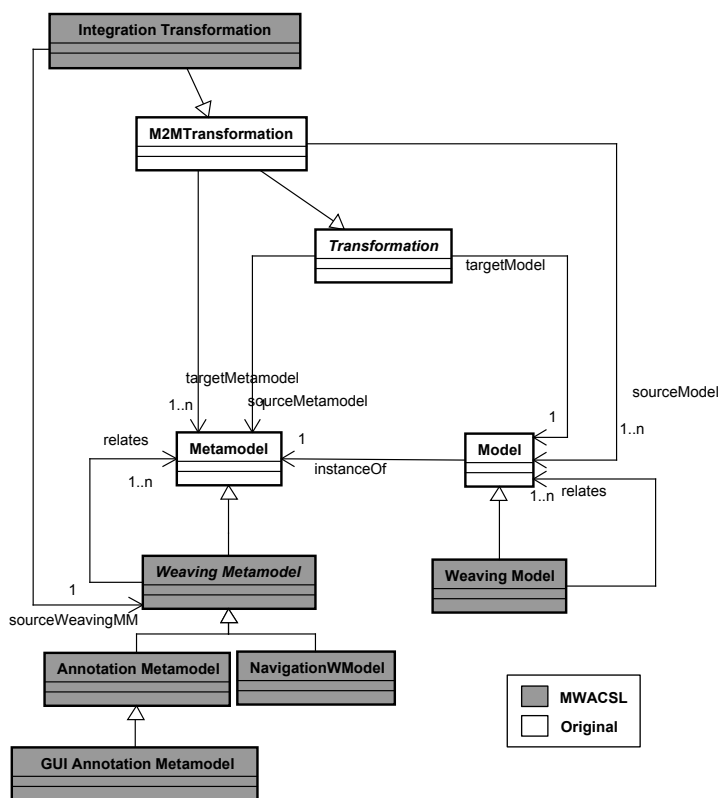 Integration Transformation
M2MTransformation
Transformation
targetModel
targetMetamodel
sourceMetamodel
1..n
1
sourceModel
1
1..n
relates
Metamodel
1
Model
instanceOf
1..n
1..n
relates
Weaving Metamodel
Weaving Model
1
sourceWeavingMM
Annotation Metamodel
NavigationWModel
MWACSL
Original
GUI Annotation Metamodel